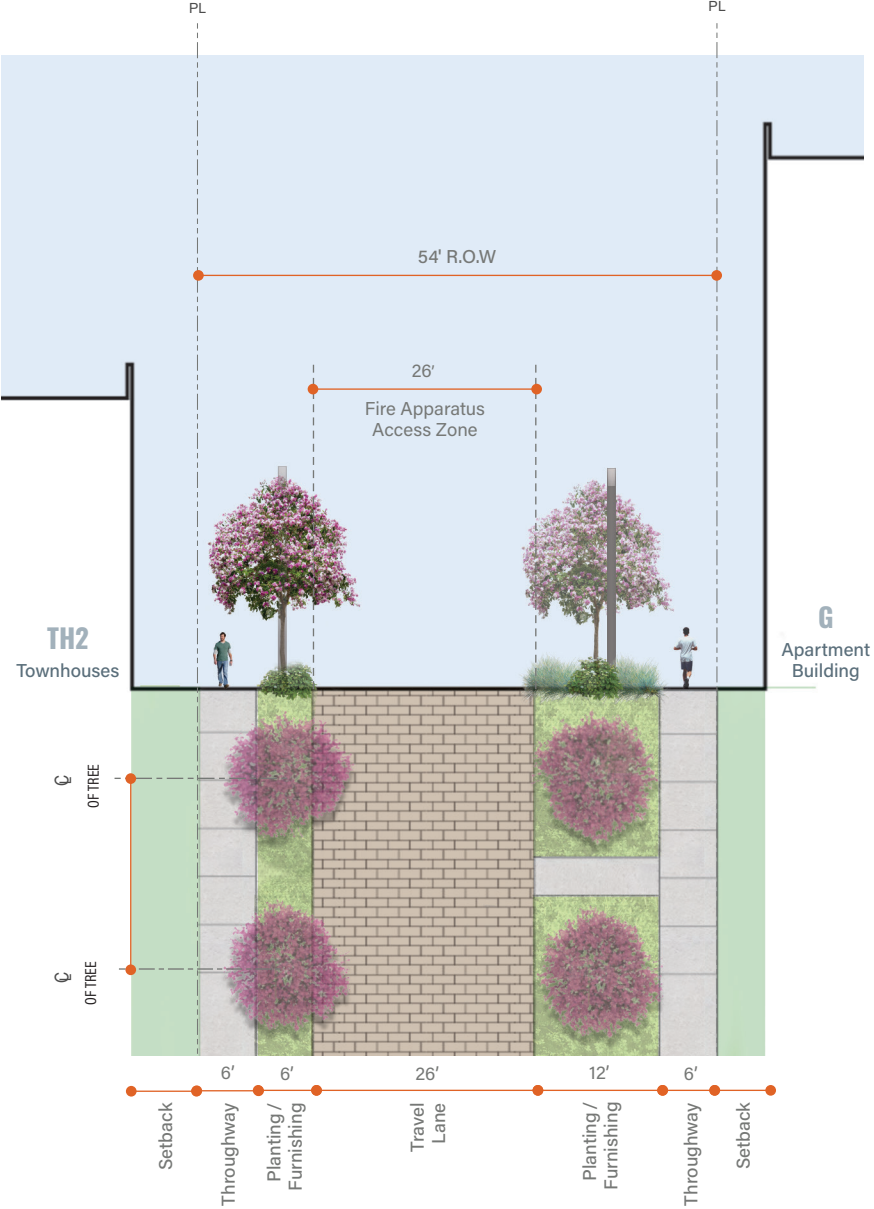 PL
PL
54' R.O.W
26′
Fire Apparatus
Access Zone
TH2
Townhouses
G
Apartment
Building
℄
OF TREE
℄
OF TREE
6′
6′
26′
12′
6′
Setback
Throughway
Planting /
Furnishing
Travel
Lane
Planting /
Furnishing
Throughway
Setback